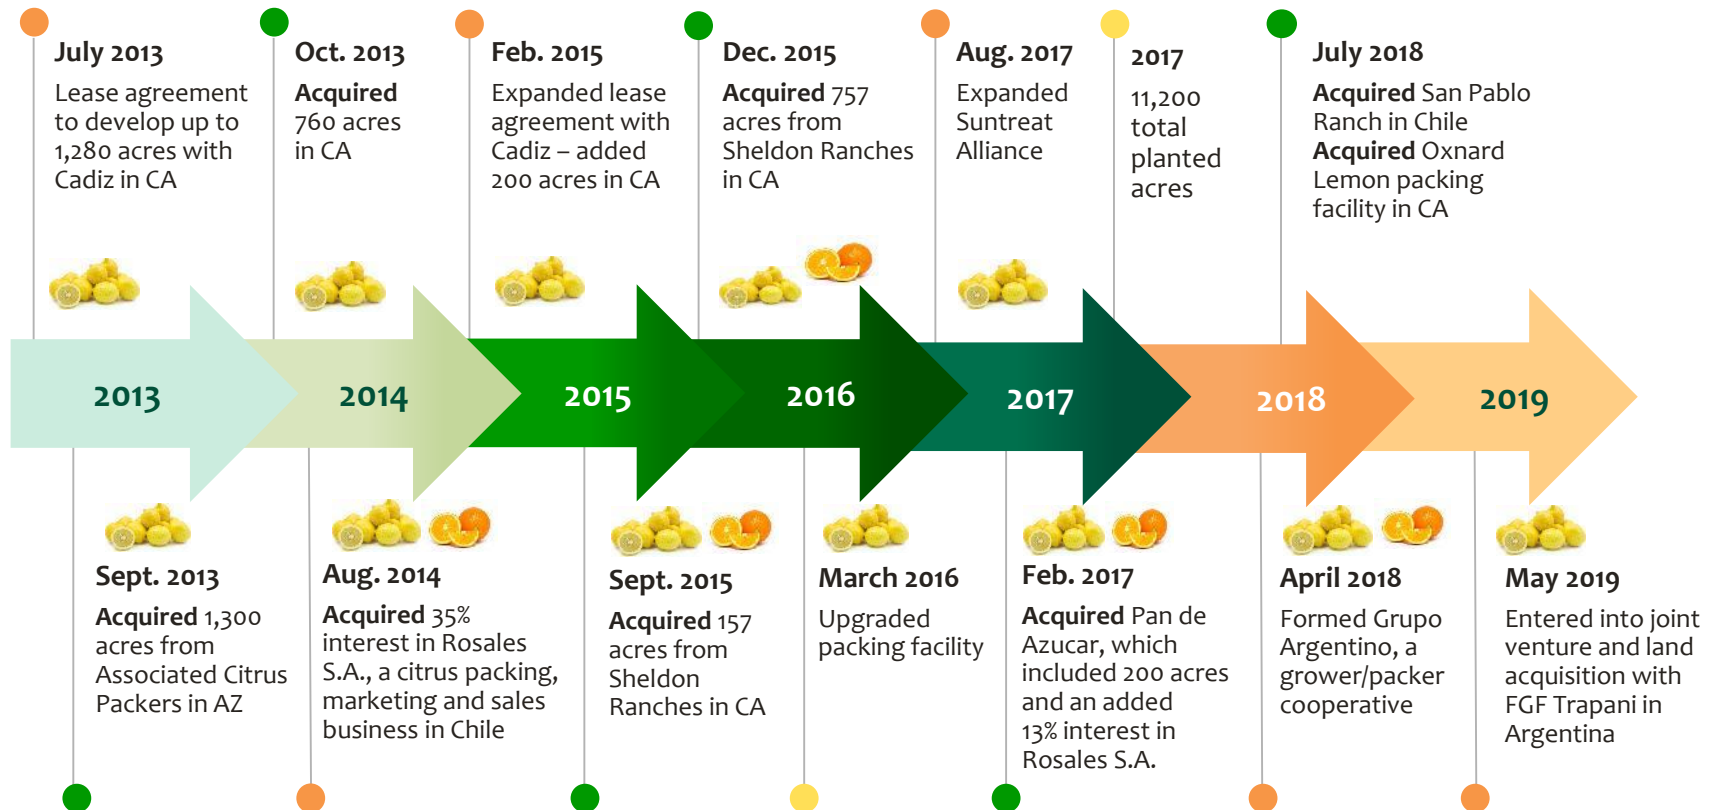 July 2013
Lease agreement
to develop up to
1,280 acres with
Cadiz in CA
Oct. 2013
Acquired
760 acres
in CA
Feb. 2015
Expanded lease
agreement with
Cadiz – added
200 acres in CA
Dec. 2015
Acquired 757
acres from
Sheldon Ranches
in CA
Aug. 2017
Expanded
Suntreat
Alliance
2017
11,200
total
planted
acres
July 2018
Acquired San Pablo
Ranch in Chile
Acquired Oxnard
Lemon packing
facility in CA
2013
2014
2015
2016
2017
2018
2019
Sept. 2013
Acquired 1,300
acres from
Associated Citrus
Packers in AZ
Aug. 2014
Acquired 35%
interest in Rosales
S.A., a citrus packing,
marketing and sales
business in Chile
Sept. 2015
Acquired 157
acres from
Sheldon
Ranches in CA
March 2016
Upgraded
packing facility
Feb. 2017
Acquired Pan de
Azucar, which
included 200 acres
and an added
13% interest in
Rosales S.A.
April 2018
Formed Grupo
Argentino, a
grower/packer
cooperative
May 2019
Entered into joint
venture and land
acquisition with
FGF Trapani in
Argentina